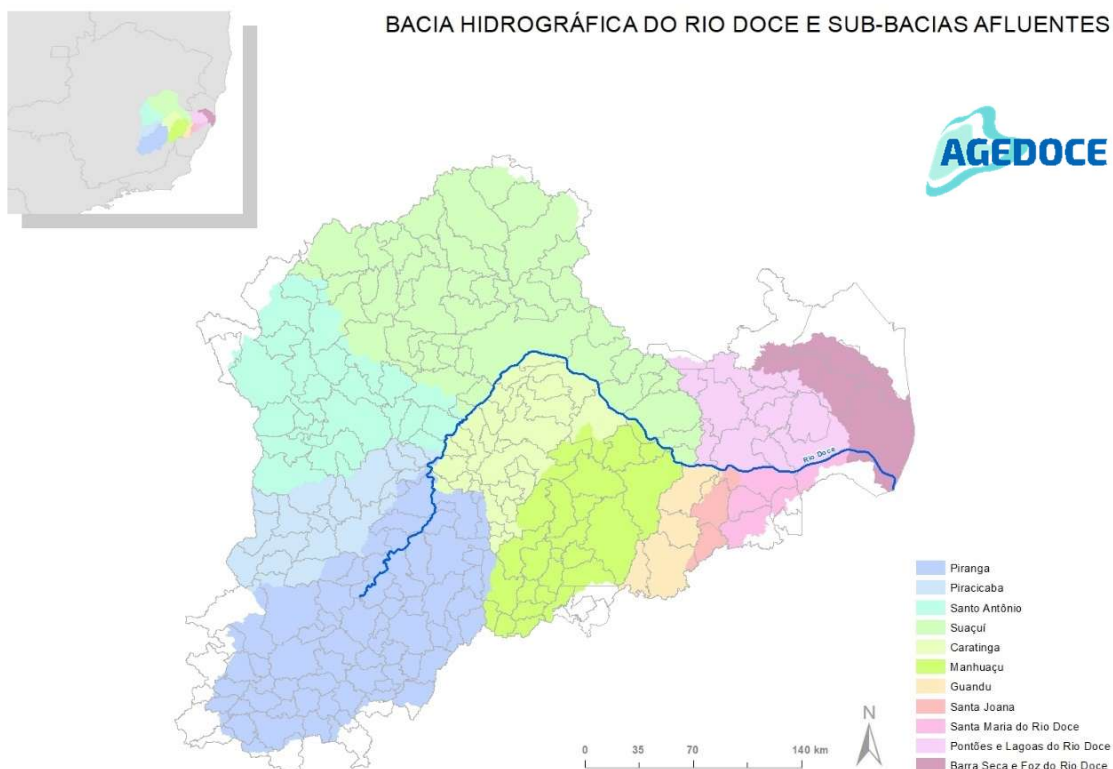 BACIA HIDROGRÁFICA DO RIO DOCE E SUB-BACIAS AFLUENTES
AGEDOCE
Rio Doce
Piranga
Piracicaba
Santo Antônio
Suaçuí
Caratinga
Manhuaçu
Guandu
Santa Joana
Santa Maria do Rio Doce
Pontões e Lagoas do Rio Doce
Barra Seca e Foz do Rio Doce
N
0 35 70 140 km